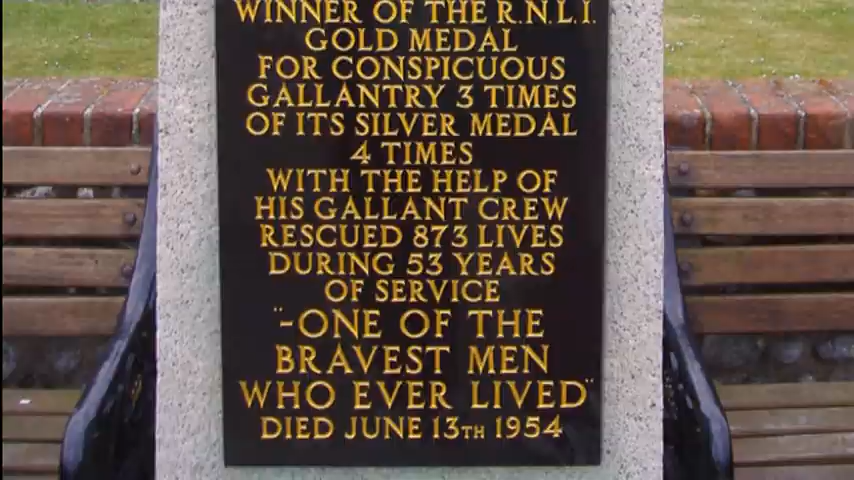 WINNER OF THE R.N.L.I.
GOLD MEDAL
FOR CONSPICUOUS
GALLANTRY 3 TIMES
OF ITS SILVER MEDAL
4 TIMES
WITH THE HELP OF
HIS GALLANT CREW
RESCUED 873 LIVES
DURING 53 YEARS
OF SERVICE
"-ONE OF THE
BRAVEST MEN
WHO EVER LIVED"
DIED JUNE 13TH 1954